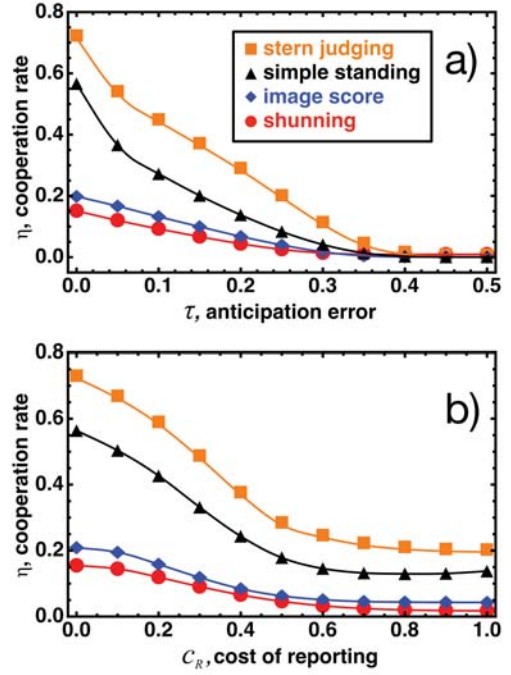 0.8
0.6
0.4
0.2
0.0
η, cooperation rate
stern judging
simple standing
image score
shunning
a)
0.0 0.1 0.2 0.3 0.4 0.5
τ, anticipation error
0.8
0.6
0.4
0.2
0.0
η, cooperation rate
b)
0.0 0.2 0.4 0.6 0.8 1.0
C_R, cost of reporting